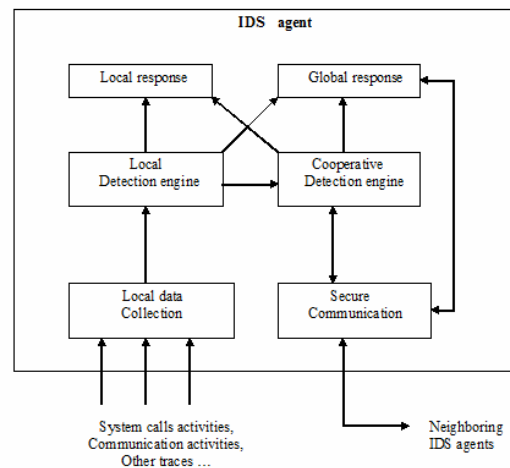 IDS agent
Local response
Global response
Local
Detection engine
Cooperative
Detection engine
Local data
Collection
Secure
Communication
System calls activities,
Communication activities,
Other traces ...
Neighboring
IDS agents